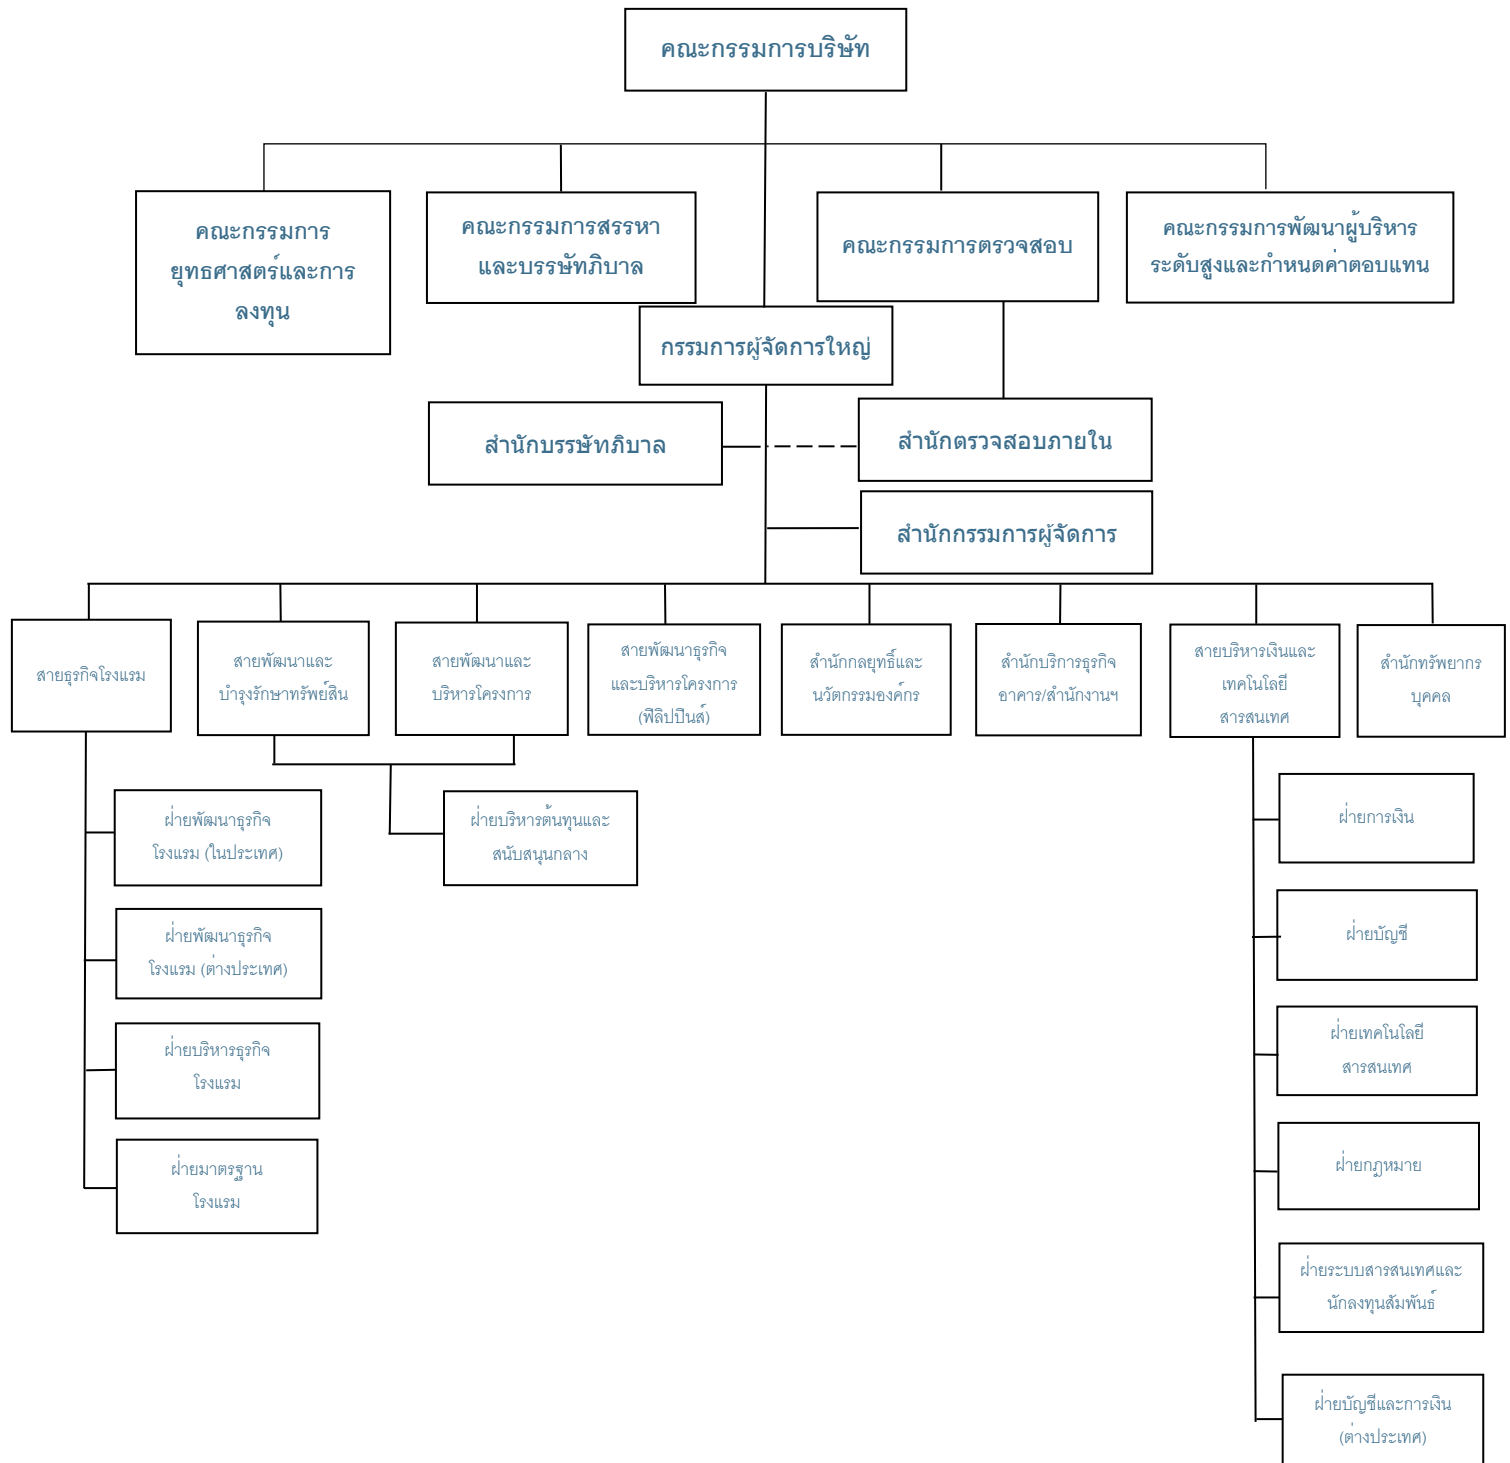 คณะกรรมการบริษัท
คณะกรรมการ
ยุทธศาสตร์และการ
ลงทุน
คณะกรรมการสรรหา
และบรรษัทภิบาล
คณะกรรมการตรวจสอบ
คณะกรรมการพัฒนาผู้บริหาร
ระดับสูงและกำหนดค่าตอบแทน
กรรมการผู้จัดการใหญ่
สำนักบรรษัทภิบาล
สำนักตรวจสอบภายใน
สำนักกรรมการผู้จัดการ
สายธุรกิจโรงแรม
สายพัฒนาและ
บำรุงรักษาทรัพย์สิน
สายพัฒนาและ
บริหารโครงการ
สายพัฒนาธุรกิจ
และบริหารโครงการ
(ฟิลิปปินส์)
สำนักกลยุทธิ์และ
นวัตกรรมองค์กร
สำนักบริการธุรกิจ
อาคาร/สำนักงานฯ
สายบริหารเงินและ
เทคโนโลยี
สารสนเทศ
สำนักทรัพยากร
บุคคล
ฝ่ายพัฒนาธุรกิจ
โรงแรม (ในประเทศ)
ฝ่ายพัฒนาธุรกิจ
โรงแรม (ต่างประเทศ)
ฝ่ายบริหารธุรกิจ
โรงแรม
ฝ่ายมาตรฐาน
โรงแรม
ฝ่ายบริหารต้นทุนและ
สนับสนุนกลาง
ฝ่ายการเงิน
ฝ่ายบัญชี
ฝ่ายเทคโนโลยี
สารสนเทศ
ฝ่ายกฎหมาย
ฝ่ายระบบสารสนเทศและ
นักลงทุนสัมพันธ์
ฝ่ายบัญชีและการเงิน
(ต่างประเทศ)